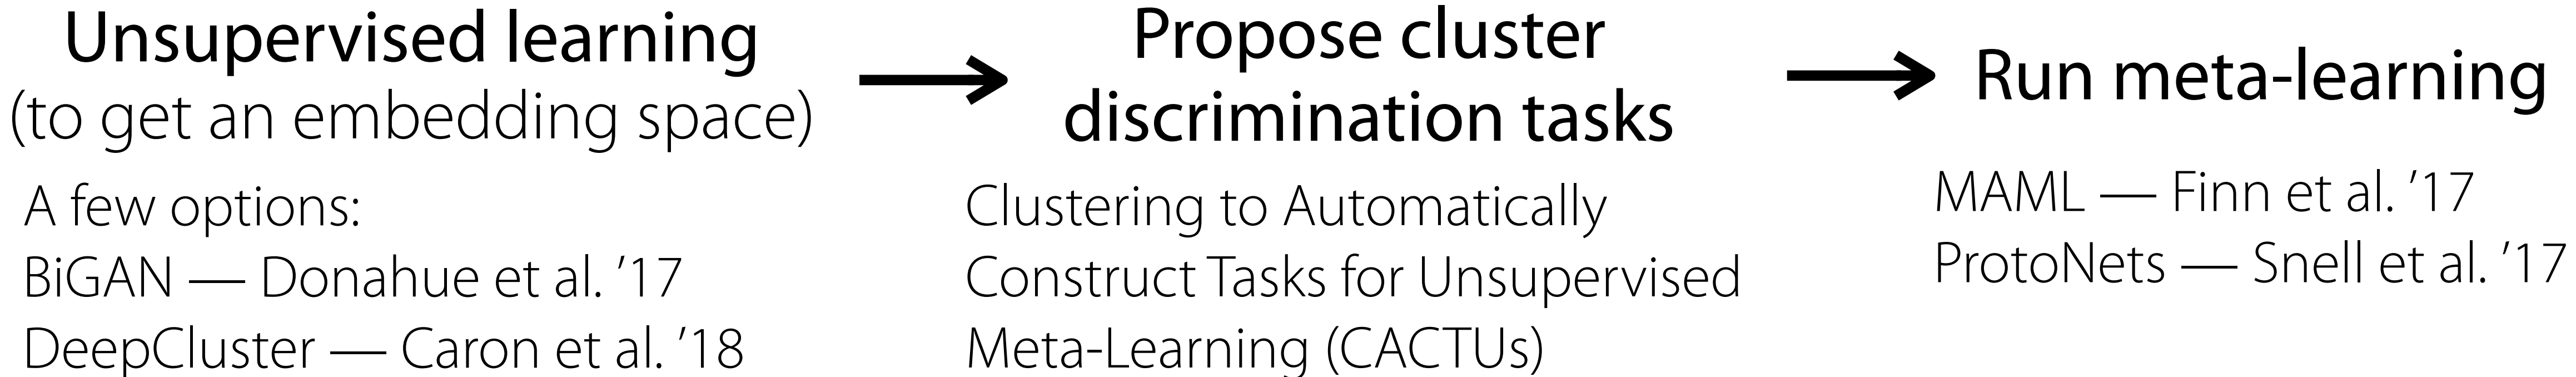 Unsupervised learning
(to get an embedding space)
A few options:
BiGAN — Donahue et al. ’17
DeepCluster — Caron et al. ’18
Propose cluster
discrimination tasks
Clustering to Automatically
Construct Tasks for Unsupervised
Meta-Learning (CACTUs)
Run meta-learning
MAML — Finn et al. ’17
ProtoNets — Snell et al. ’17